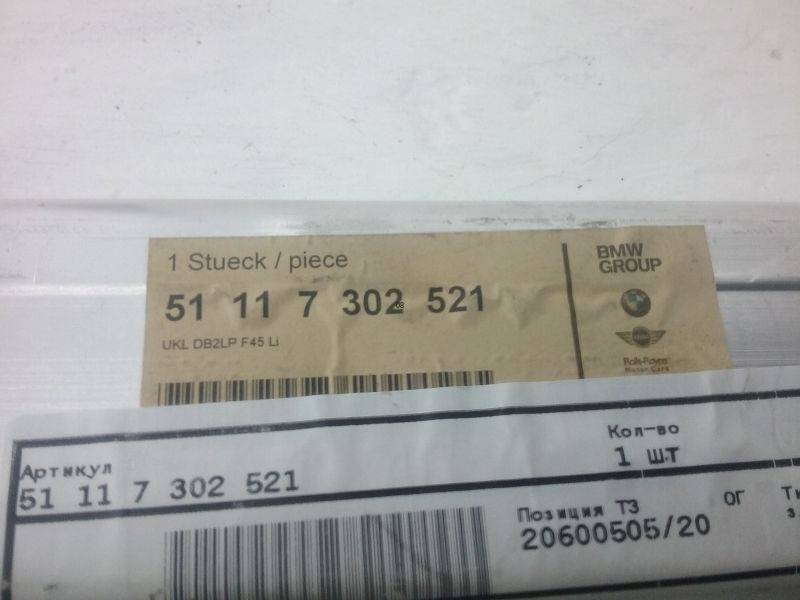 1 Stueck / piece
51 11 7 302 521
UKL DB2LP F45 Li
BMW
GROUP
Rolls-Royce
Motor Cars
Артикул
51 11 7 302 521
Кол-во
1 ШТ
Позиция ТЗ
20600505/20
ОГ